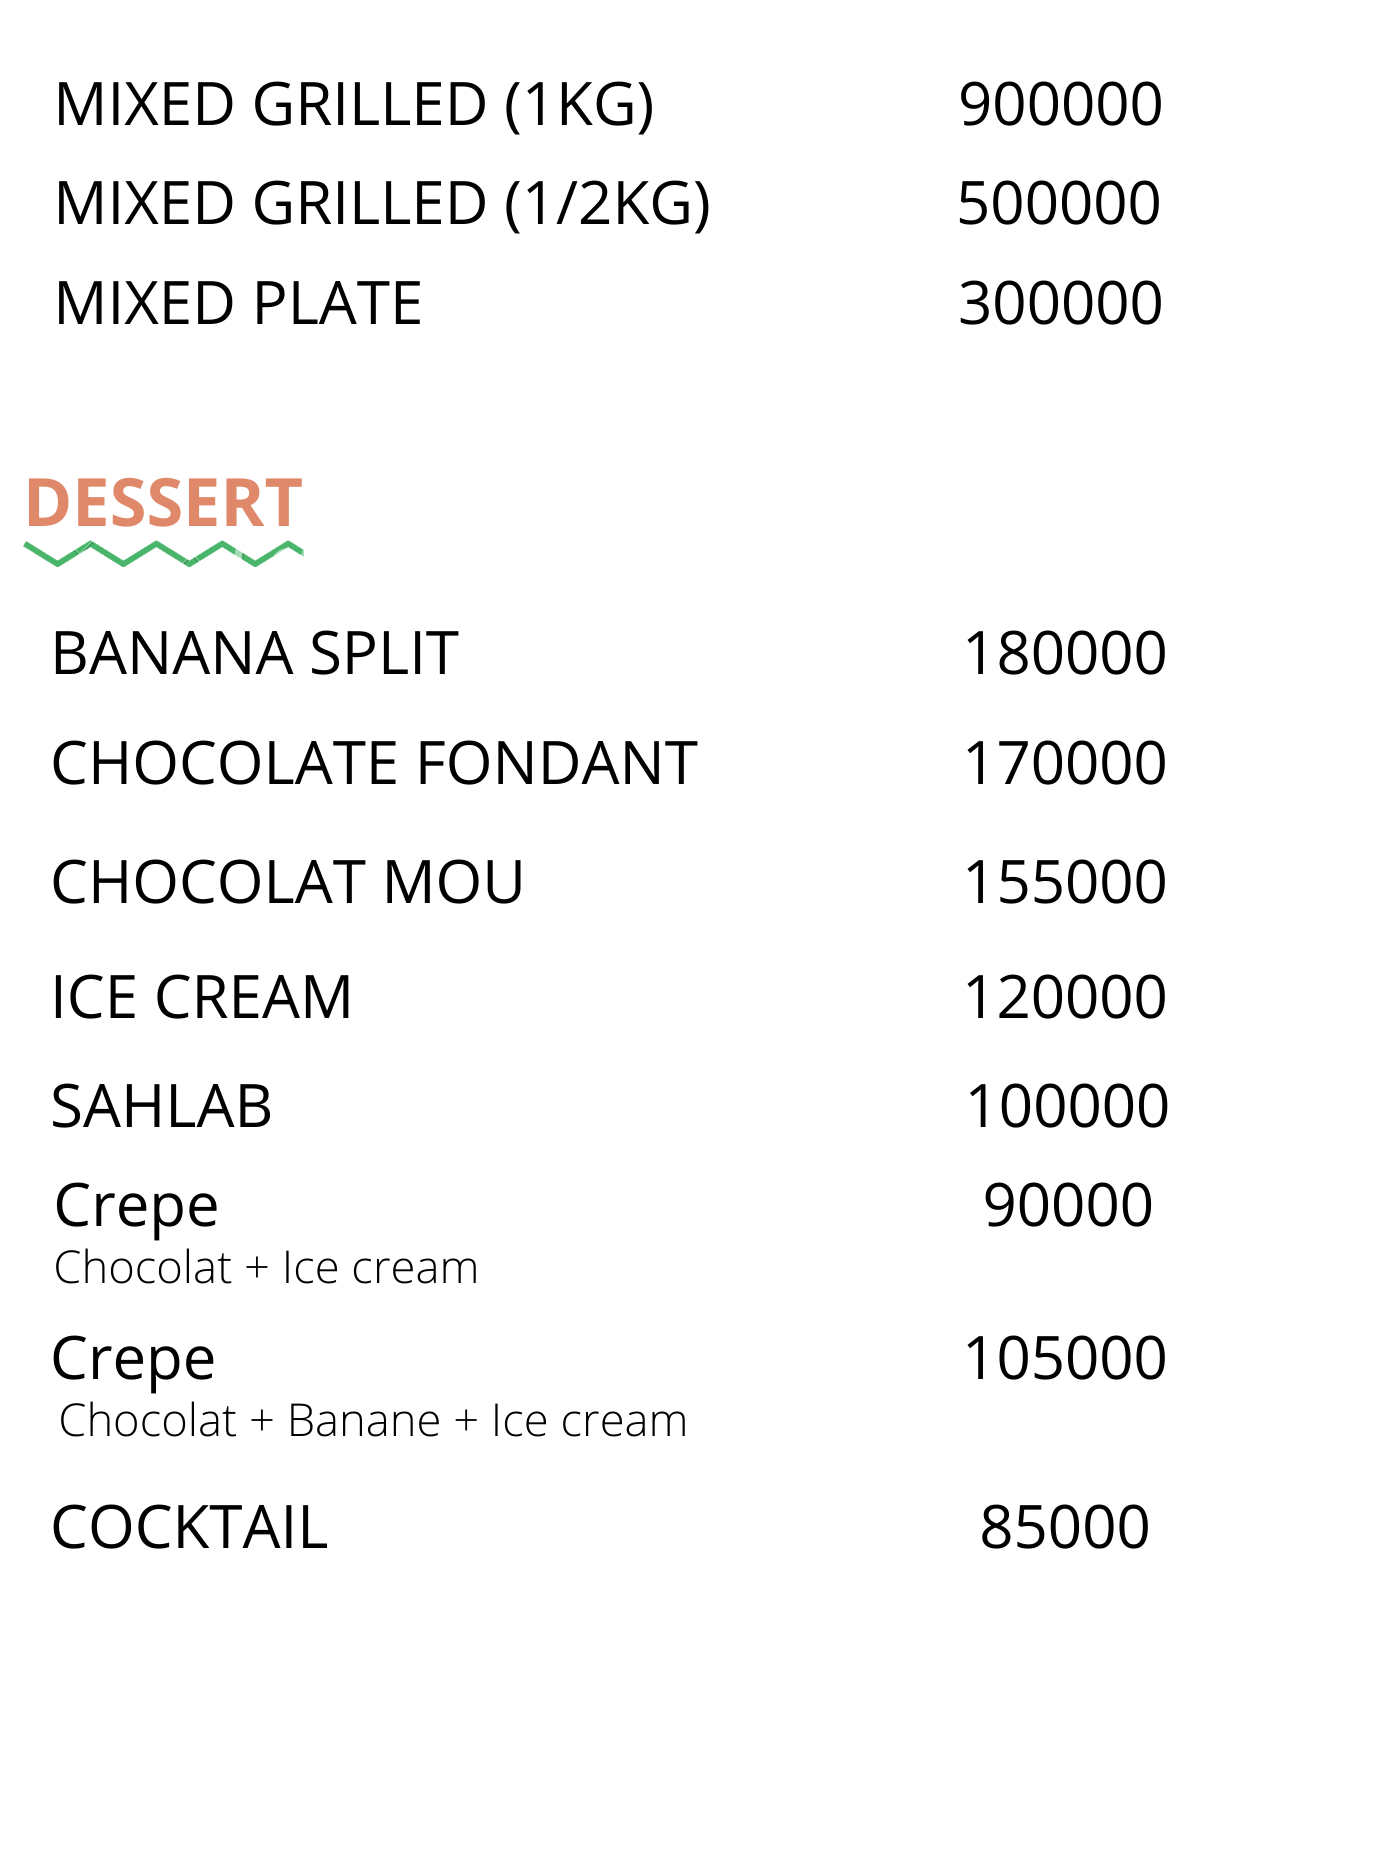 MIXED GRILLED (1KG) 900000
MIXED GRILLED (1/2KG) 500000
MIXED PLATE 300000
DESSERT
BANANA SPLIT 180000
CHOCOLATE FONDANT 170000
CHOCOLAT MOU 155000
ICE CREAM 120000
SAHLAB 100000
Crepe 90000
Chocolat + Ice cream
Crepe 105000
Chocolat + Banane + Ice cream
COCKTAIL 85000